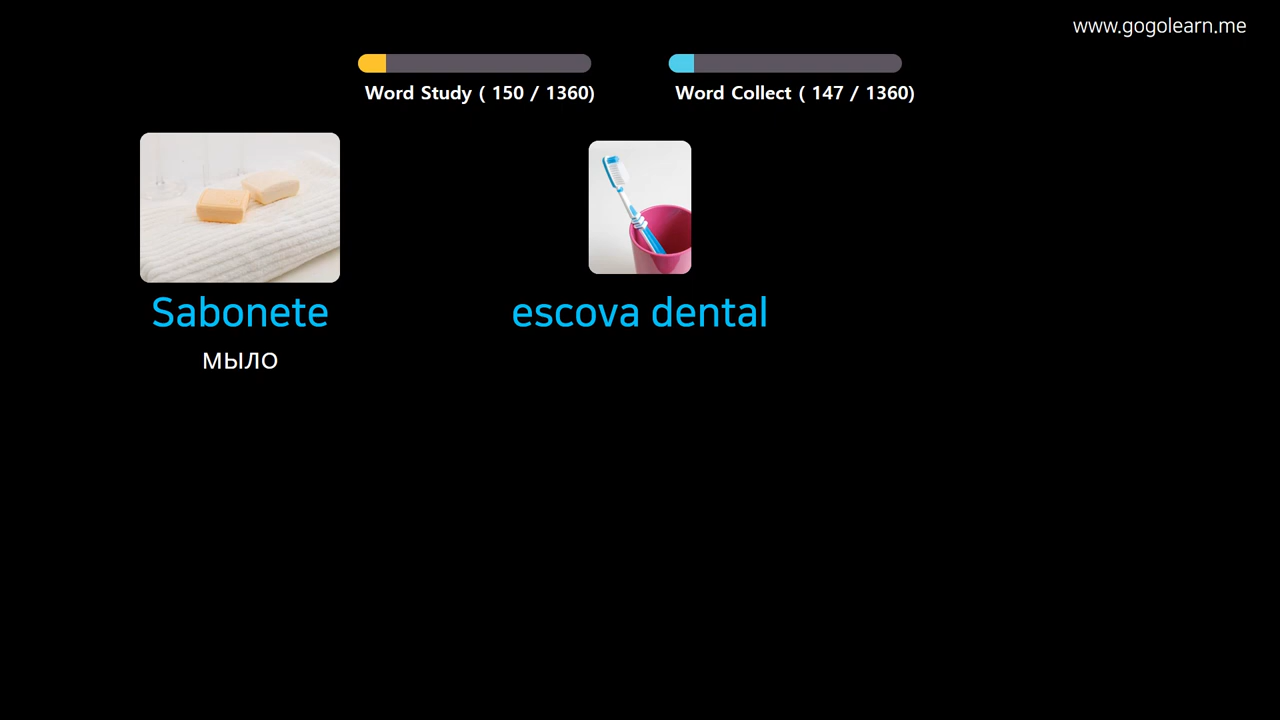 www.gogolearn.me
Word Study ( 150 / 1360)
Word Collect ( 147 / 1360)
Sabonete
escova dental
мыло